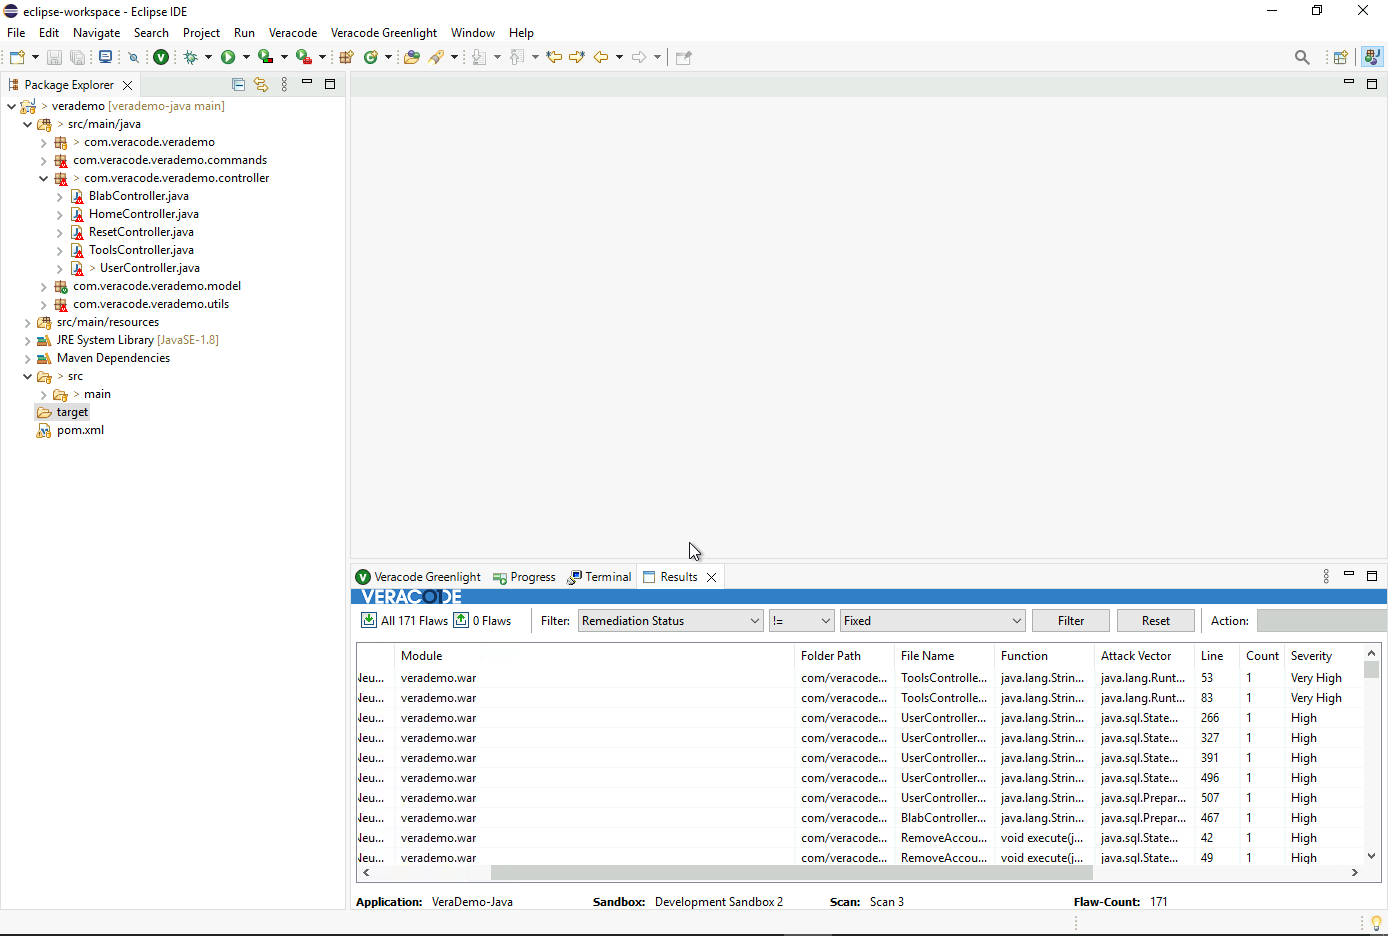 eclipse-workspace - Eclipse IDE
File Edit Navigate Search Project Run Veracode Veracode Greenlight Window Help
Package Explorer
> verademo [verademo-java main]
> src/main/java
> com.veracode.verademo
com.veracode.verademo.commands
> com.veracode.verademo.controller
BlabController.java
HomeController.java
ResetController.java
ToolsController.java
> UserController.java
com.veracode.verademo.model
com.veracode.verademo.utils
src/main/resources
JRE System Library [JavaSE-1.8]
Maven Dependencies
> src
> main
target
pom.xml
Veracode Greenlight Progress Terminal Results
VERACODE
All 171 Flaws 0 Flaws Filter: Remediation Status != Fixed Filter Reset Action:
Module Folder Path File Name Function Attack Vector Line Count Severity
Neu... verademo.war com/veracode... ToolsControlle... java.lang.Strin... java.lang.Runt... 53 1 Very High
Neu... verademo.war com/veracode... ToolsControlle... java.lang.Strin... java.lang.Runt... 83 1 Very High
Neu... verademo.war com/veracode... UserController... java.lang.Strin... java.sql.State... 266 1 High
Neu... verademo.war com/veracode... UserController... java.lang.Strin... java.sql.State... 327 1 High
Neu... verademo.war com/veracode... UserController... java.lang.Strin... java.sql.State... 391 1 High
Neu... verademo.war com/veracode... UserController... java.lang.Strin... java.sql.State... 496 1 High
Neu... verademo.war com/veracode... UserController... java.lang.Strin... java.sql.Prepar... 507 1 High
Neu... verademo.war com/veracode... BlabController... java.lang.Strin... java.sql.Prepar... 467 1 High
Neu... verademo.war com/veracode... RemoveAccou... void execute(j... java.sql.State... 42 1 High
Neu... verademo.war com/veracode... RemoveAccou... void execute(j... java.sql.State... 49 1 High
Application: VeraDemo-Java Sandbox: Development Sandbox 2 Scan: Scan 3 Flaw-Count: 171